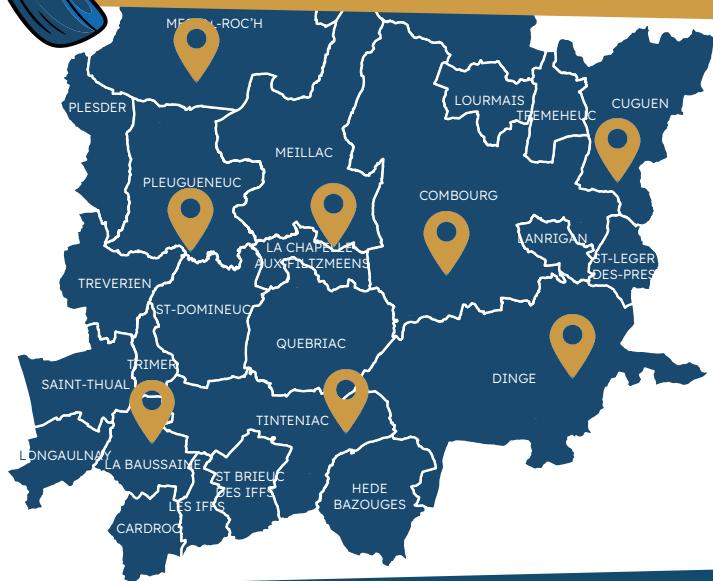 PLESDER
LOURMAIS
TREMEHEUC
CUGUEN
MEILLAC
PLEUGUENEUC
COMBOURG
LANRIGAN
LA CHAPELLE
AUX-FILTZMEENS
ST-LEGER
DES-PRES
TREVERIEN
ST-DOMINEUC
QUEBRIAC
TRIMER
SAINT-THUAL
DINGE
TINTENIAC
LONGAULNAY
LA BAUSSAINE
ST BRIEUC
DES IFFS
HEDE
BAZOUGES
LES IFFS
CARDROC